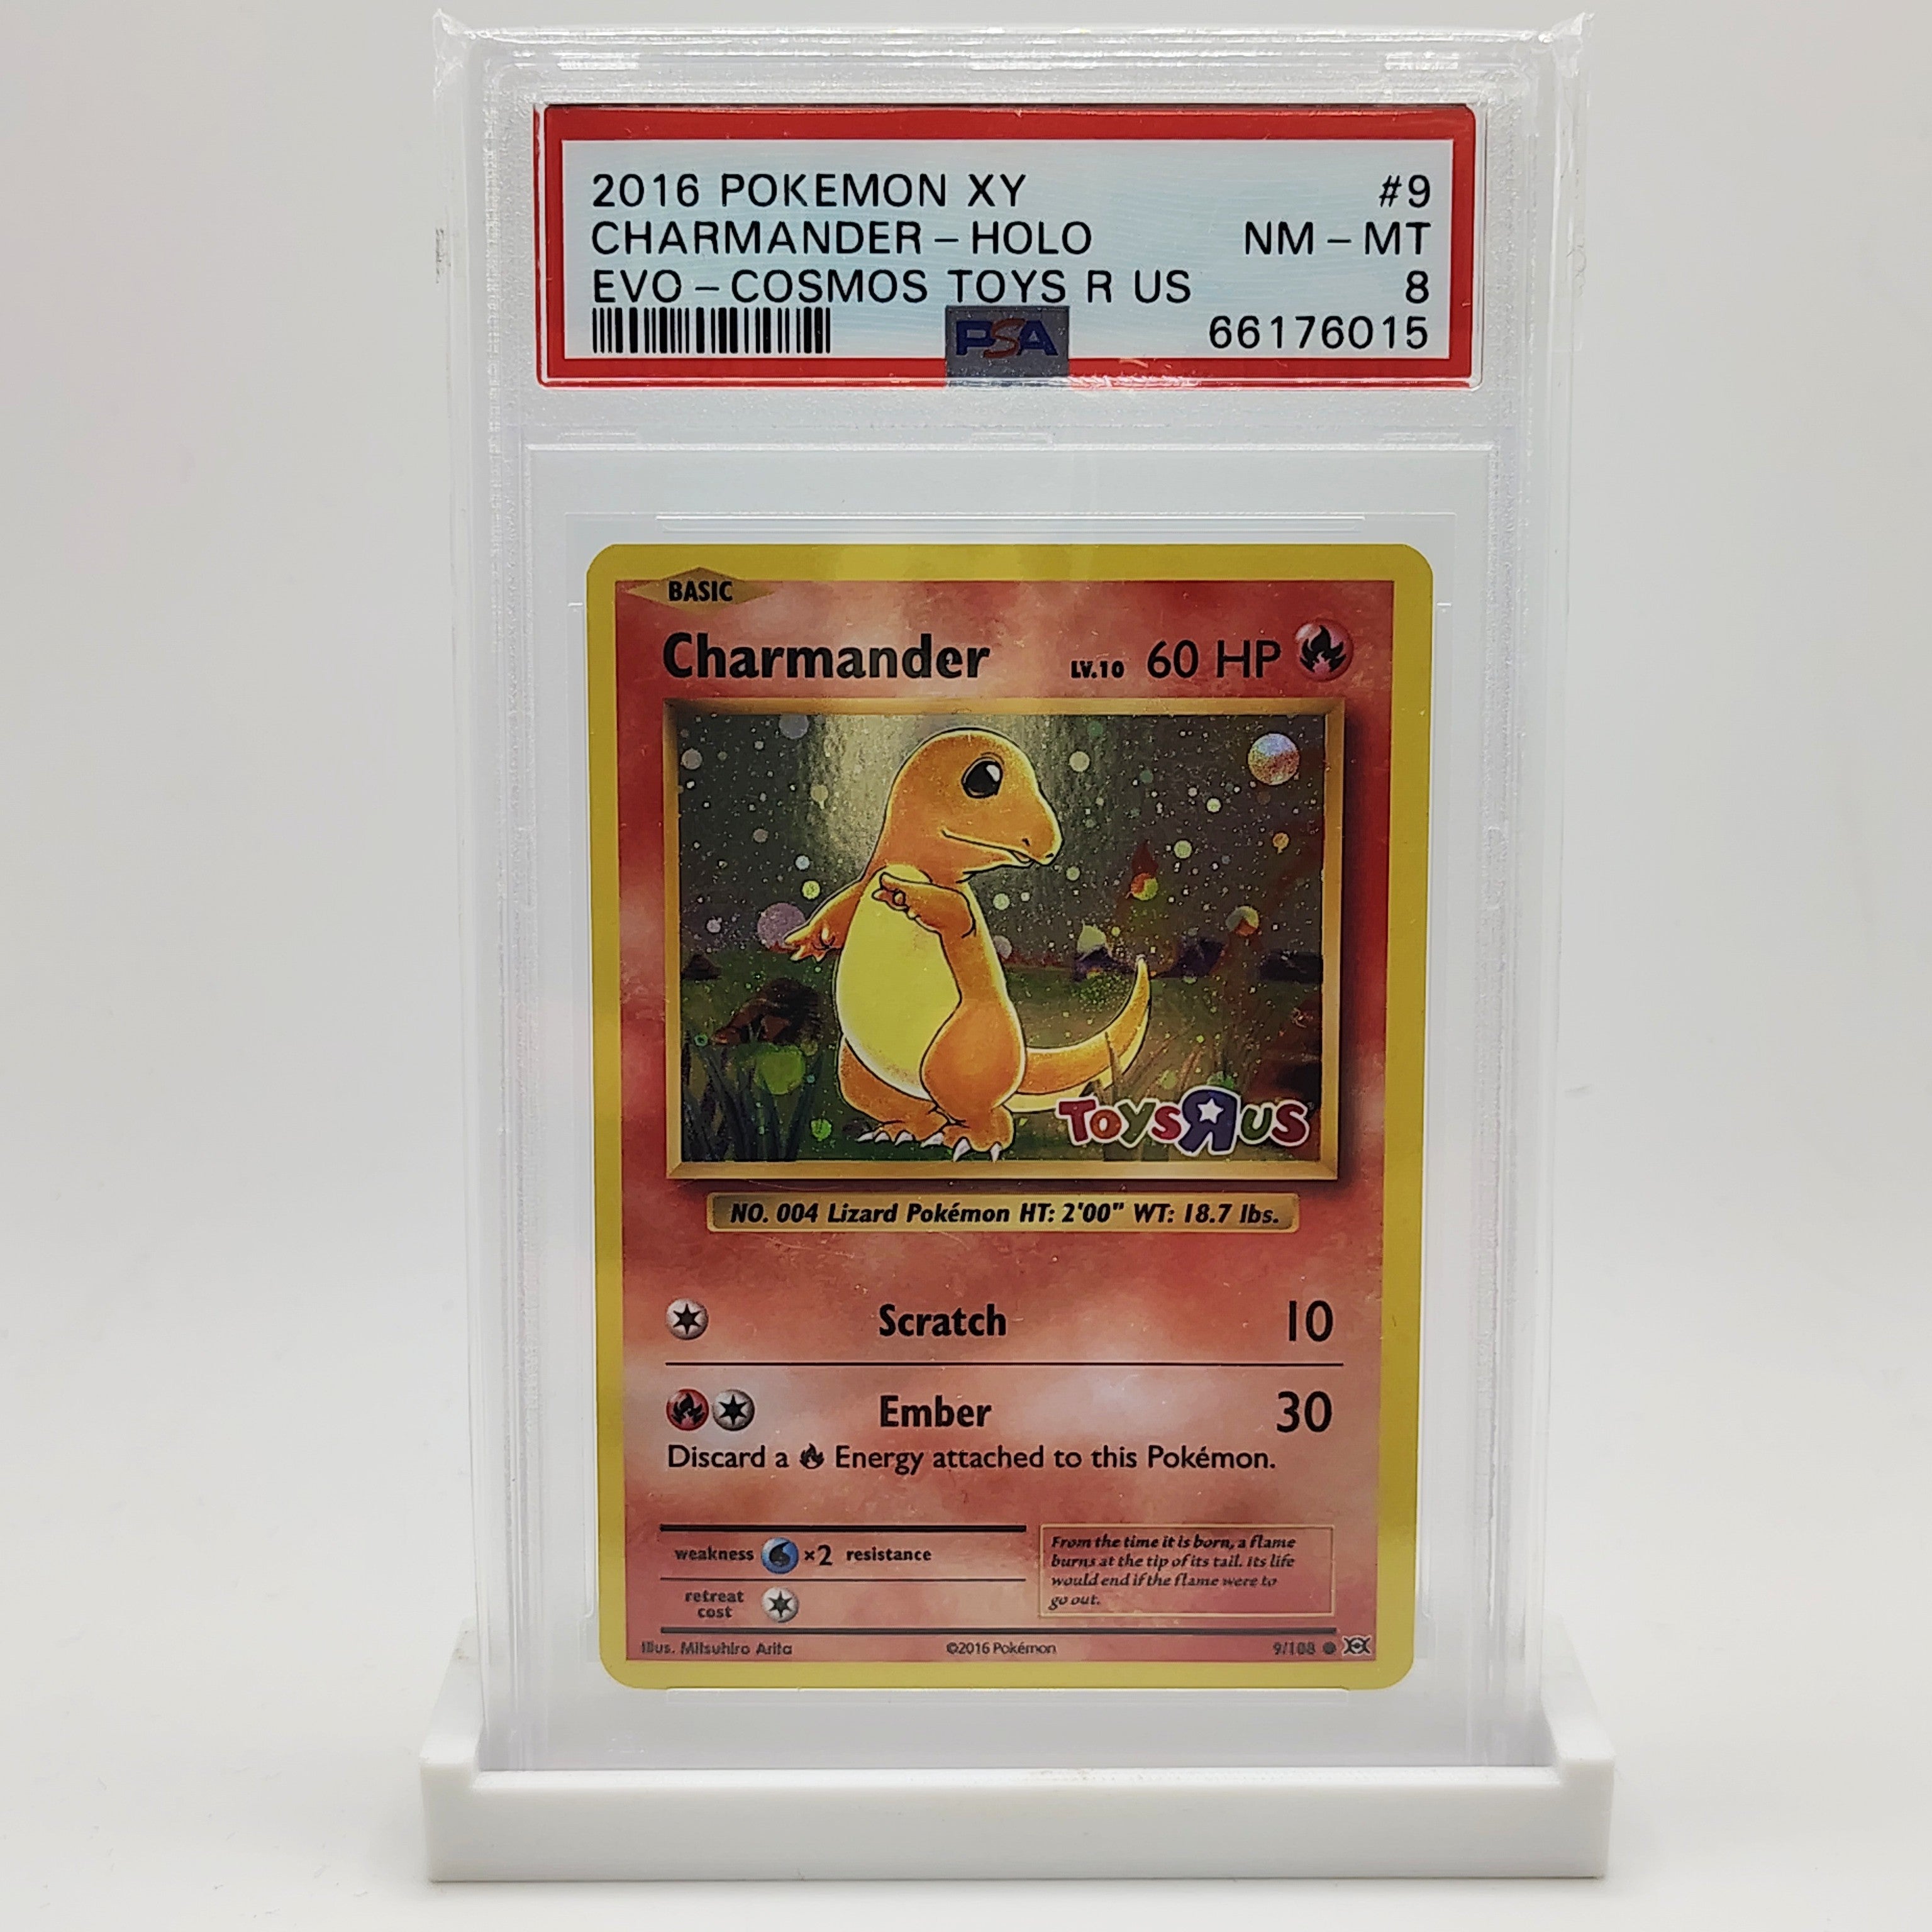 2016 POKEMON XY #9
CHARMANDER - HOLO NM - MT
EVO - COSMOS TOYS R US 8
PSA 66176015
BASIC
Charmander LV.10 60 HP
TOYS R US
NO. 004 Lizard Pokémon HT: 2'00" WT: 18.7 lbs.
Scratch 10
Ember 30
Discard a Energy attached to this Pokémon.
weakness ×2 resistance
retreat
cost
From the time it is born, a flame
burns at the tip of its tail. Its life
would end if the flame were to
go out.
Illus. Mitsuhiro Arita ©2016 Pokémon 9/108